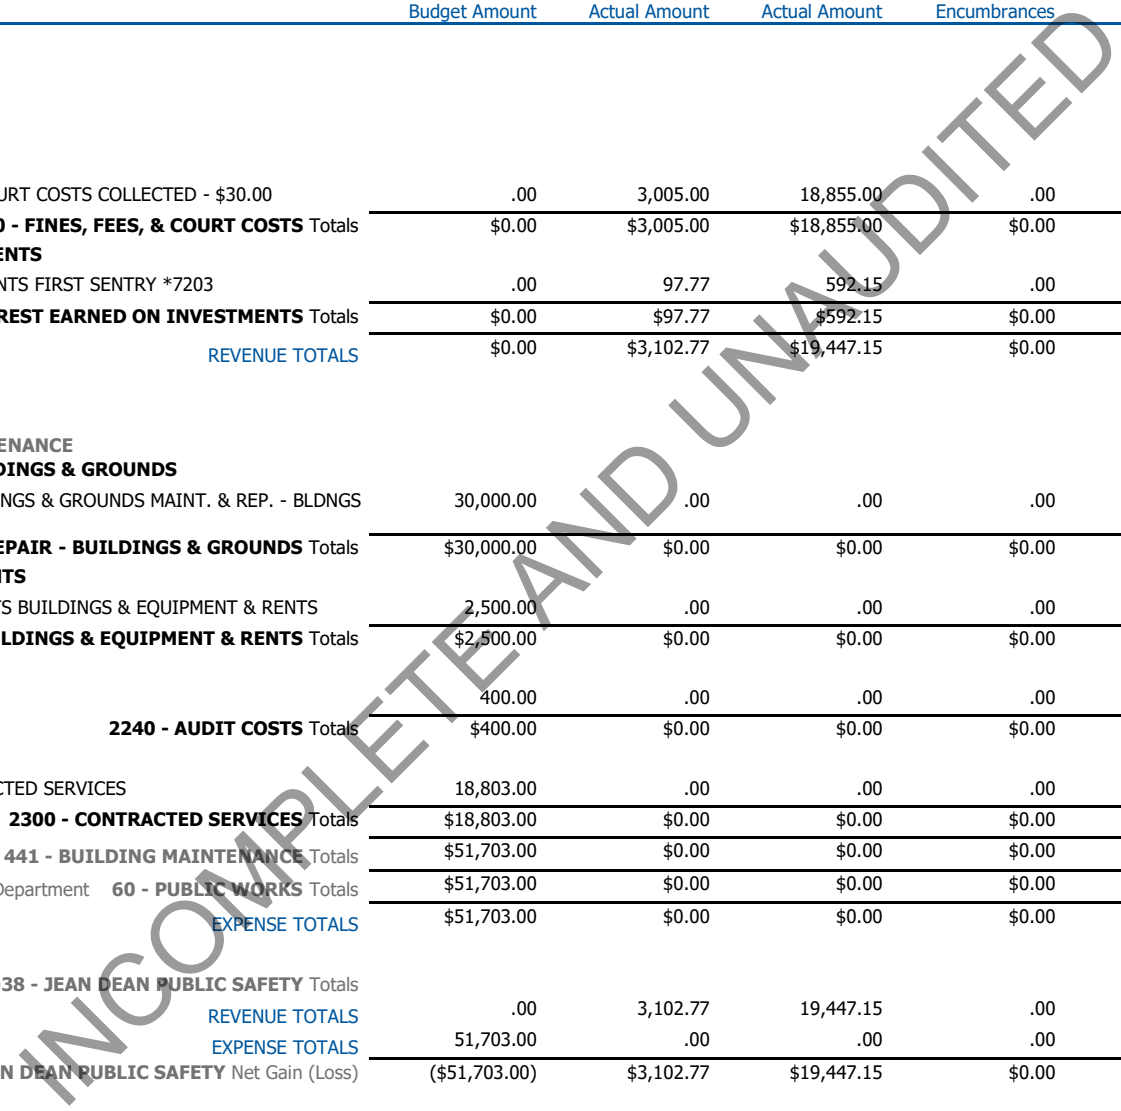 Budget Amount Actual Amount Actual Amount Encumbrances
URT COSTS COLLECTED - $30.00 .00 3,005.00 18,855.00 .00
0 - FINES, FEES, & COURT COSTS Totals $0.00 $3,005.00 $18,855.00 $0.00
ENTS
NTS FIRST SENTRY *7203 .00 97.77 592.15 .00
REST EARNED ON INVESTMENTS Totals $0.00 $97.77 $592.15 $0.00
REVENUE TOTALS $0.00 $3,102.77 $19,447.15 $0.00
ENANCE
DINGS & GROUNDS
NGS & GROUNDS MAINT. & REP. - BLDNGS 30,000.00 .00 .00 .00
EPAIR - BUILDINGS & GROUNDS Totals $30,000.00 $0.00 $0.00 $0.00
NTS
TS BUILDINGS & EQUIPMENT & RENTS 2,500.00 .00 .00 .00
ILDINGS & EQUIPMENT & RENTS Totals $2,500.00 $0.00 $0.00 $0.00
400.00 .00 .00 .00
2240 - AUDIT COSTS Totals $400.00 $0.00 $0.00 $0.00
CTED SERVICES 18,803.00 .00 .00 .00
2300 - CONTRACTED SERVICES Totals $18,803.00 $0.00 $0.00 $0.00
441 - BUILDING MAINTENANCE Totals $51,703.00 $0.00 $0.00 $0.00
Department 60 - PUBLIC WORKS Totals $51,703.00 $0.00 $0.00 $0.00
EXPENSE TOTALS $51,703.00 $0.00 $0.00 $0.00
038 - JEAN DEAN PUBLIC SAFETY Totals
REVENUE TOTALS .00 3,102.77 19,447.15 .00
EXPENSE TOTALS 51,703.00 .00 .00 .00
N DEAN PUBLIC SAFETY Net Gain (Loss) ($51,703.00) $3,102.77 $19,447.15 $0.00
INCOMPLETE AND UNAUDITED